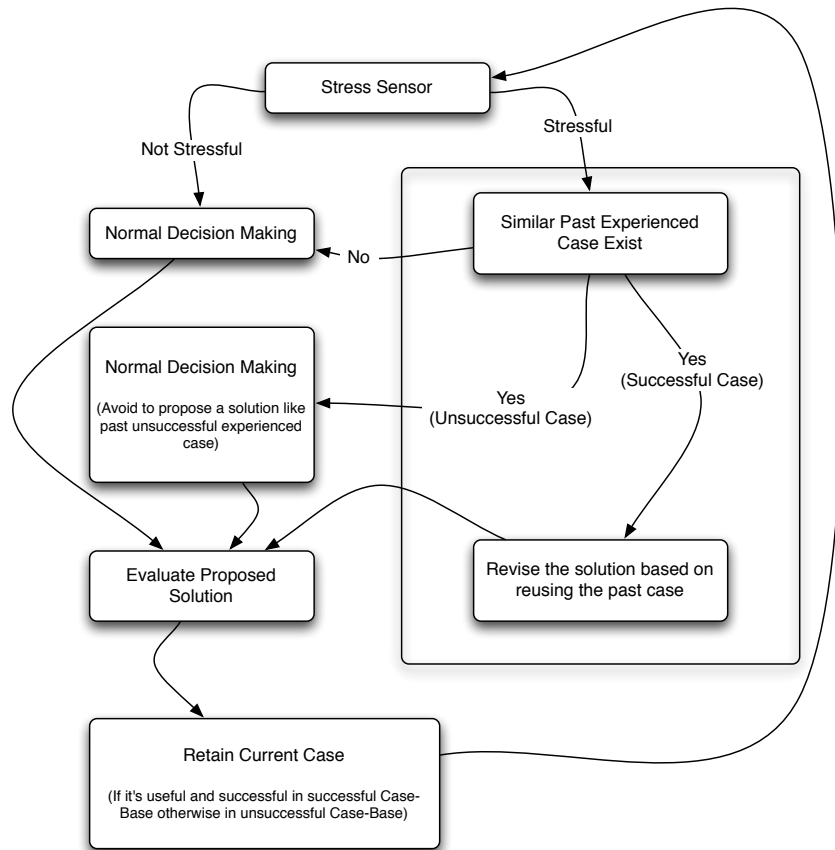 Stress Sensor
Stressful
Not Stressful
Similar Past Experienced
Case Exist
Normal Decision Making
No
Normal Decision Making
(Avoid to propose a solution like
past unsuccessful experienced
case)
Yes
(Successful Case)
Yes
(Unsuccessful Case)
Evaluate Proposed
Solution
Revise the solution based on
reusing the past case
Retain Current Case
(If it's useful and successful in successful Case-
Base otherwise in unsuccessful Case-Base)